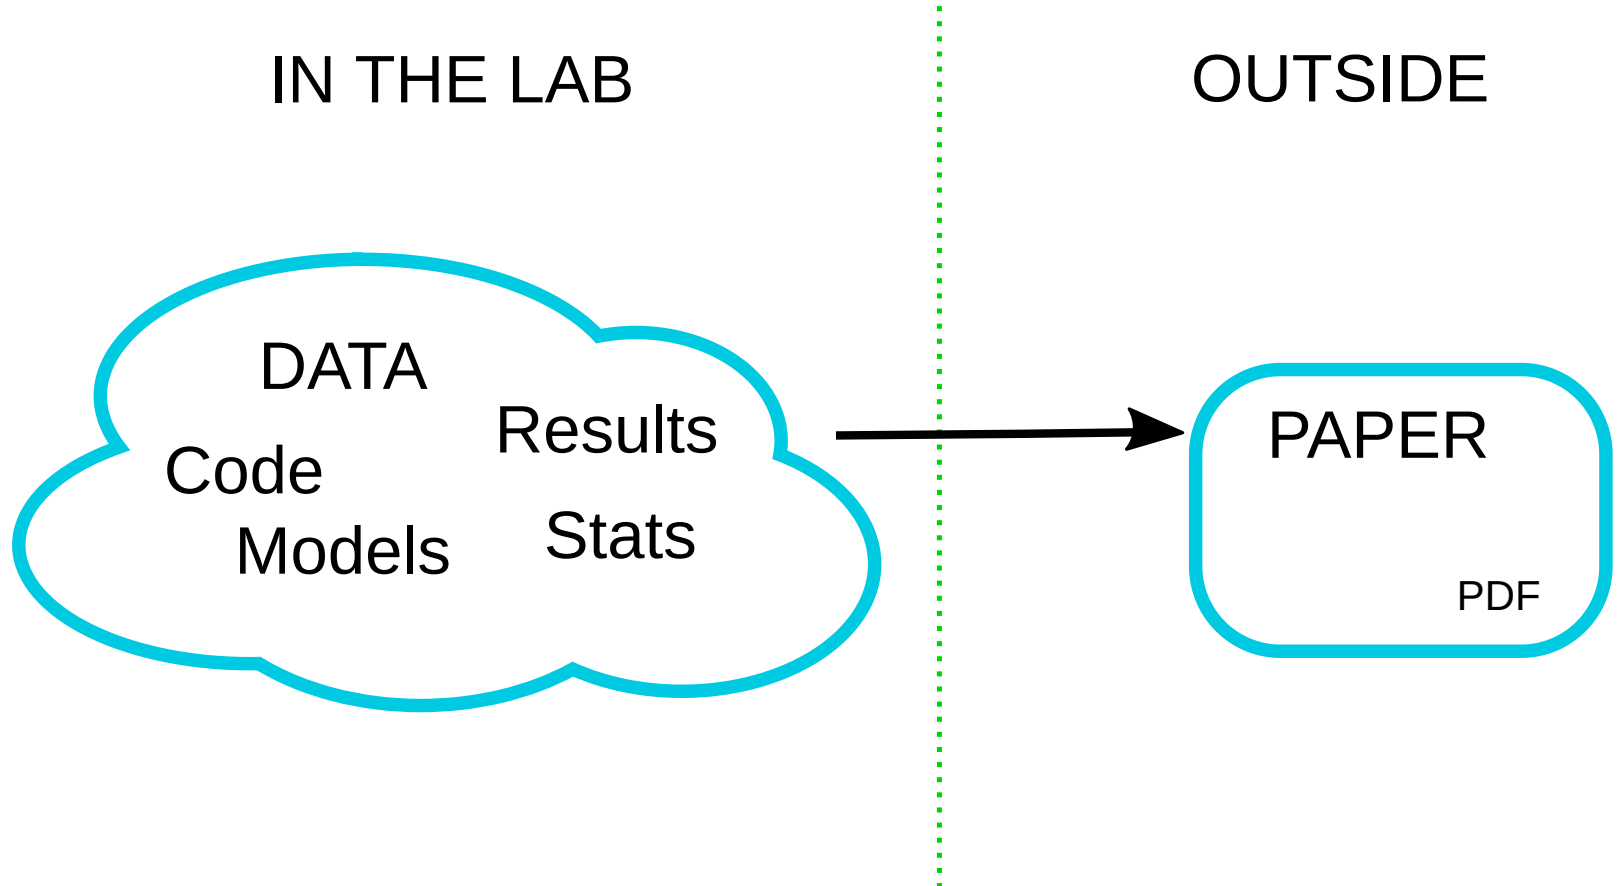 IN THE LAB
OUTSIDE
DATA
Results
Code
Models
Stats
PAPER
PDF